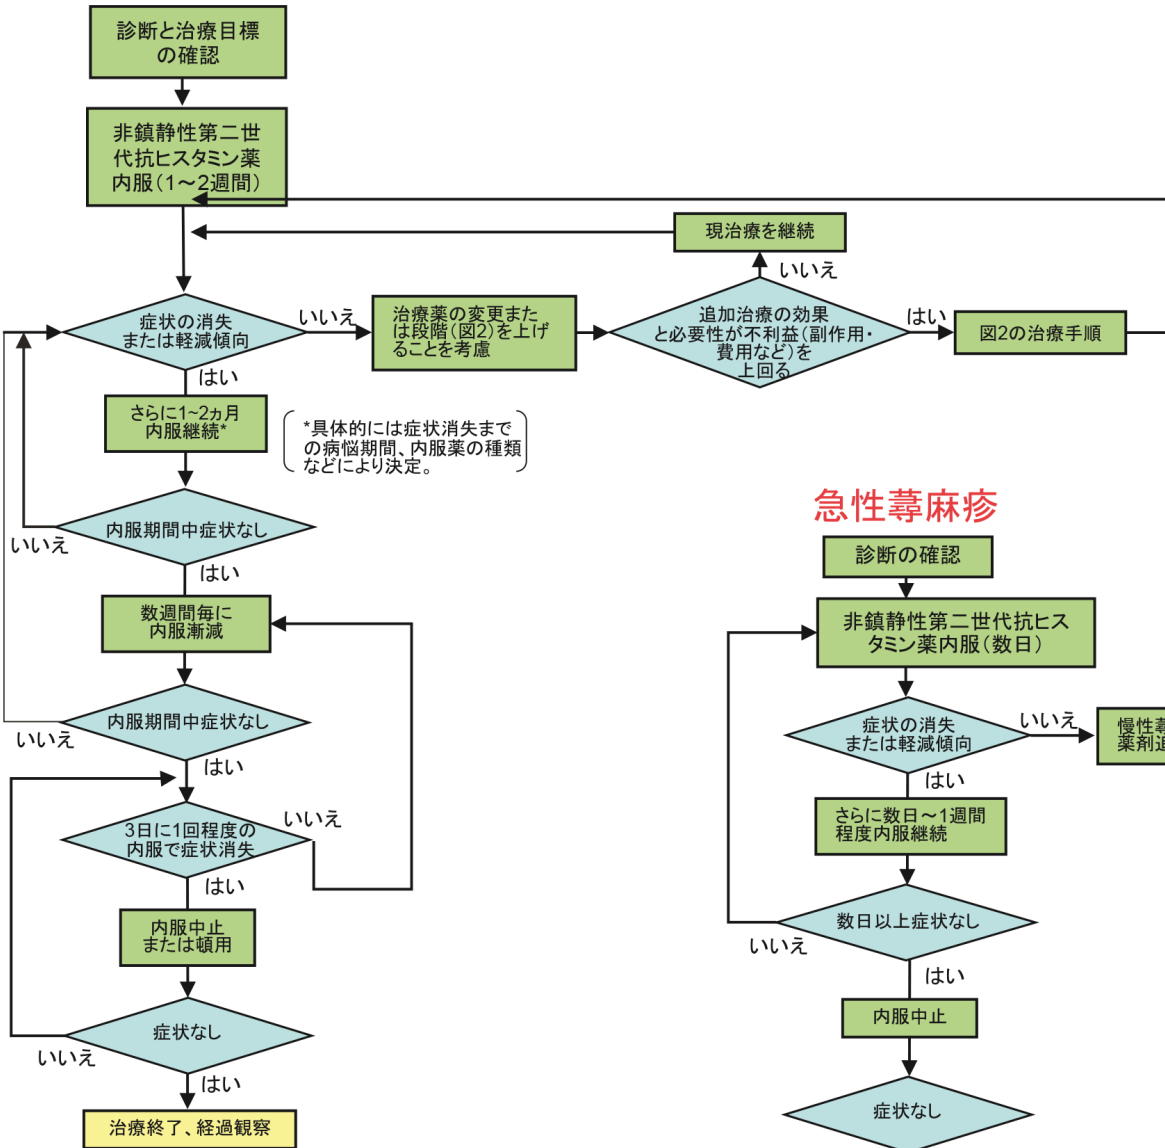 診断と治療目標
の確認
非鎮静性第二世
代抗ヒスタミン薬
内服(1～2週間)
現治療を継続
いいえ
症状の消失
または軽減傾向
いいえ
治療薬の変更また
は段階(図2)を上げ
ることを考慮
追加治療の効果
と必要性が不利益(副作用・
費用など)を
上回る
はい
図2の治療手順
はい
さらに1~2ヵ月
内服継続*
*具体的には症状消失まで
の病悩期間、内服薬の種類
などにより決定。
内服期間中症状なし
いいえ
はい
数週間毎に
内服漸減
内服期間中症状なし
いいえ
はい
3日に1回程度の
内服で症状消失
いいえ
はい
内服中止
または頓用
症状なし
いいえ
はい
治療終了、経過観察
急性蕁麻疹
診断の確認
非鎮静性第二世代抗ヒス
タミン薬内服(数日)
症状の消失
または軽減傾向
いいえ
慢性蕁
薬剤追
はい
さらに数日～1週間
程度内服継続
数日以上症状なし
いいえ
はい
内服中止
症状なし